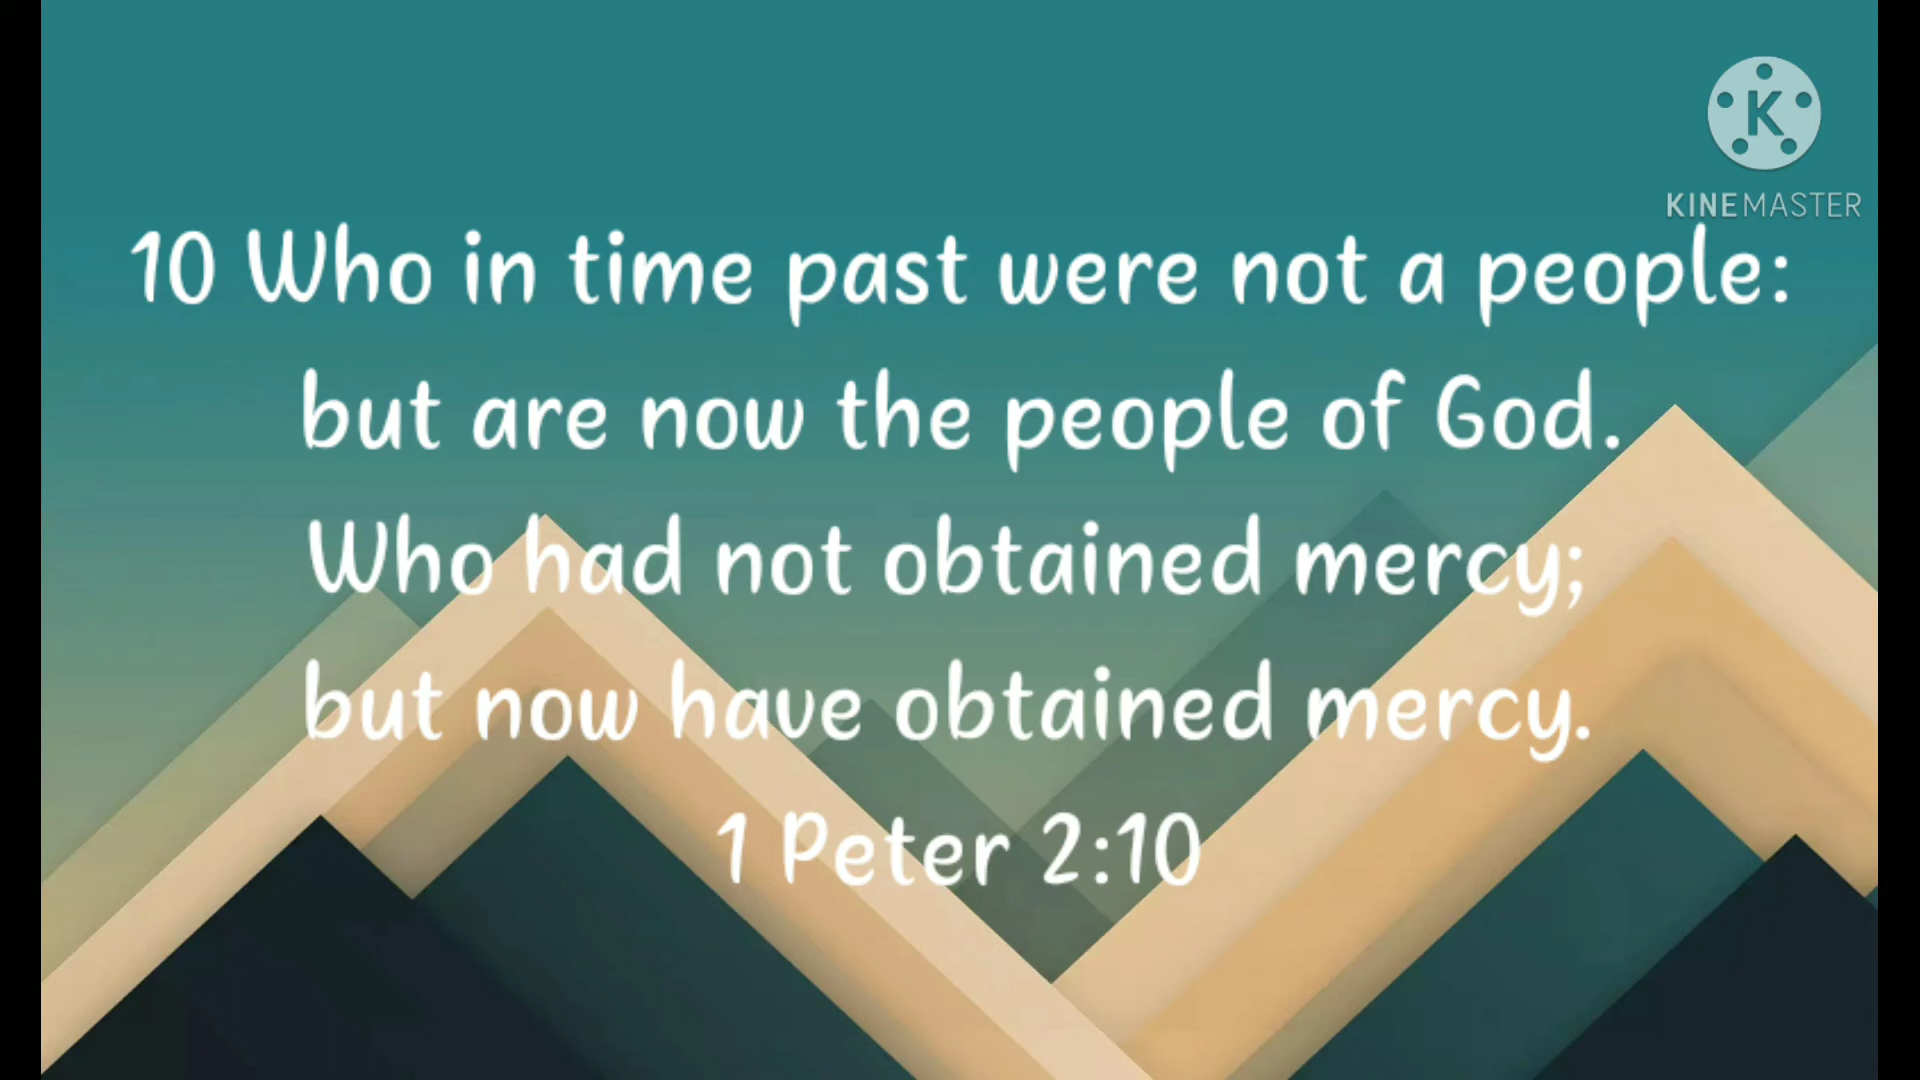 K
KINEMASTER
10 Who in time past were not a people:
but are now the people of God.
Who had not obtained mercy;
but now have obtained mercy.
1 Peter 2:10